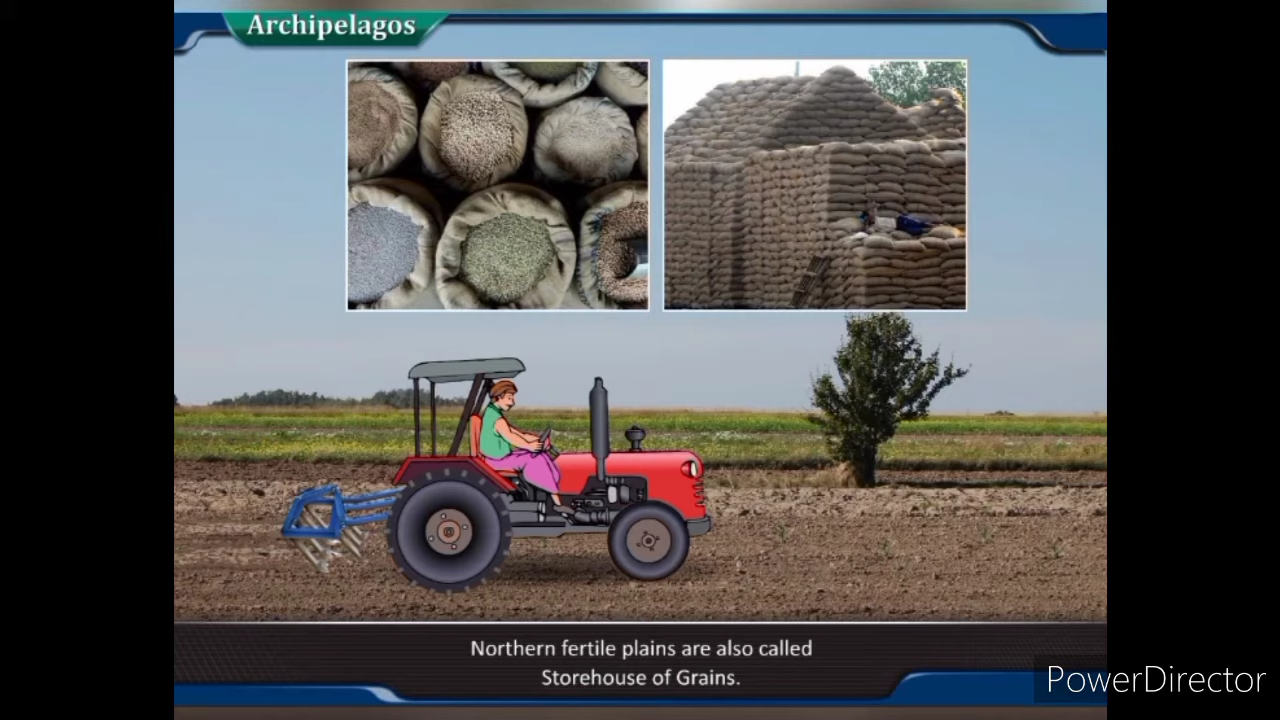 Archipelagos
Northern fertile plains are also called
Storehouse of Grains.
PowerDirector